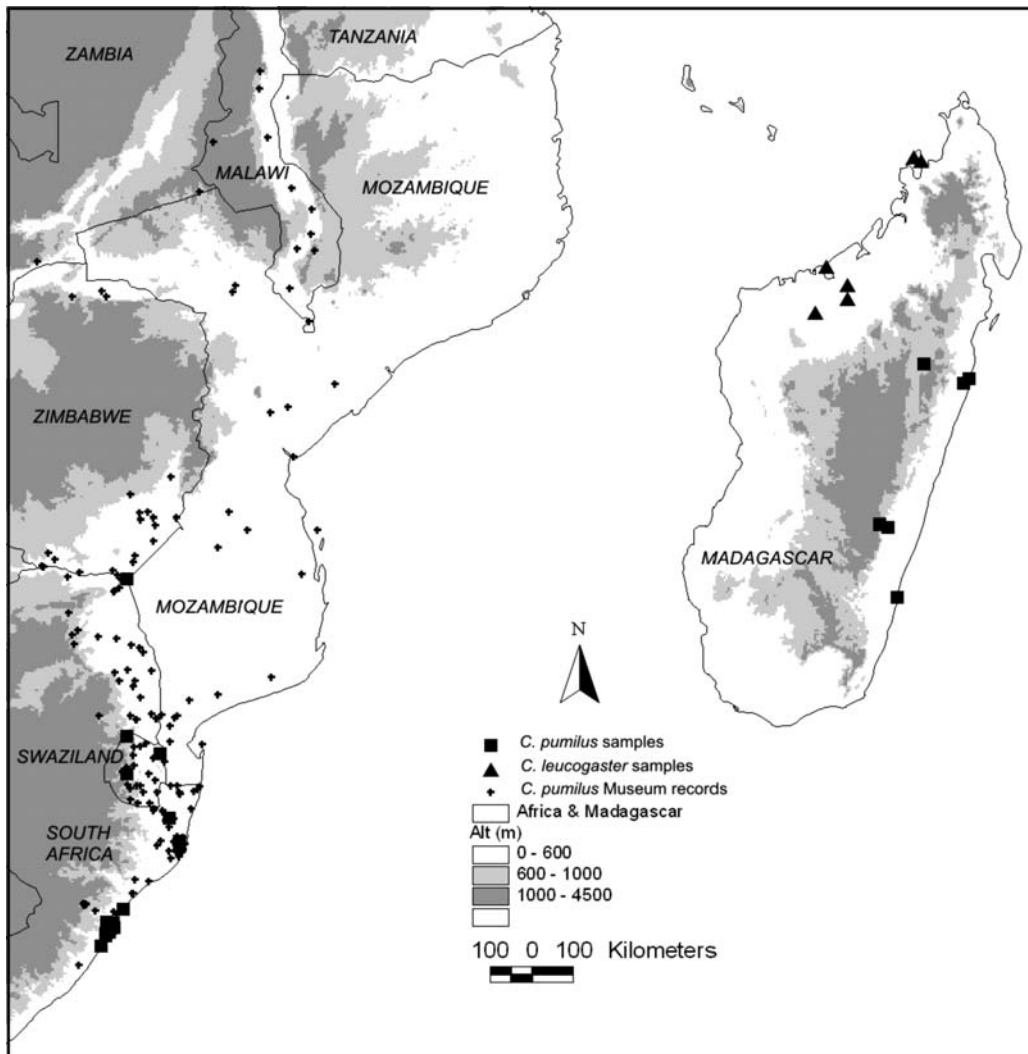 TANZANIA
ZAMBIA
MALAWI
MOZAMBIQUE
ZIMBABWE
MADAGASCAR
MOZAMBIQUE
N
SWAZILAND
SOUTH
AFRICA
C. pumilus samples
C. leucogaster samples
C. pumilus Museum records
Africa & Madagascar
Alt (m)
0 - 600
600 - 1000
1000 - 4500
100 0 100 Kilometers